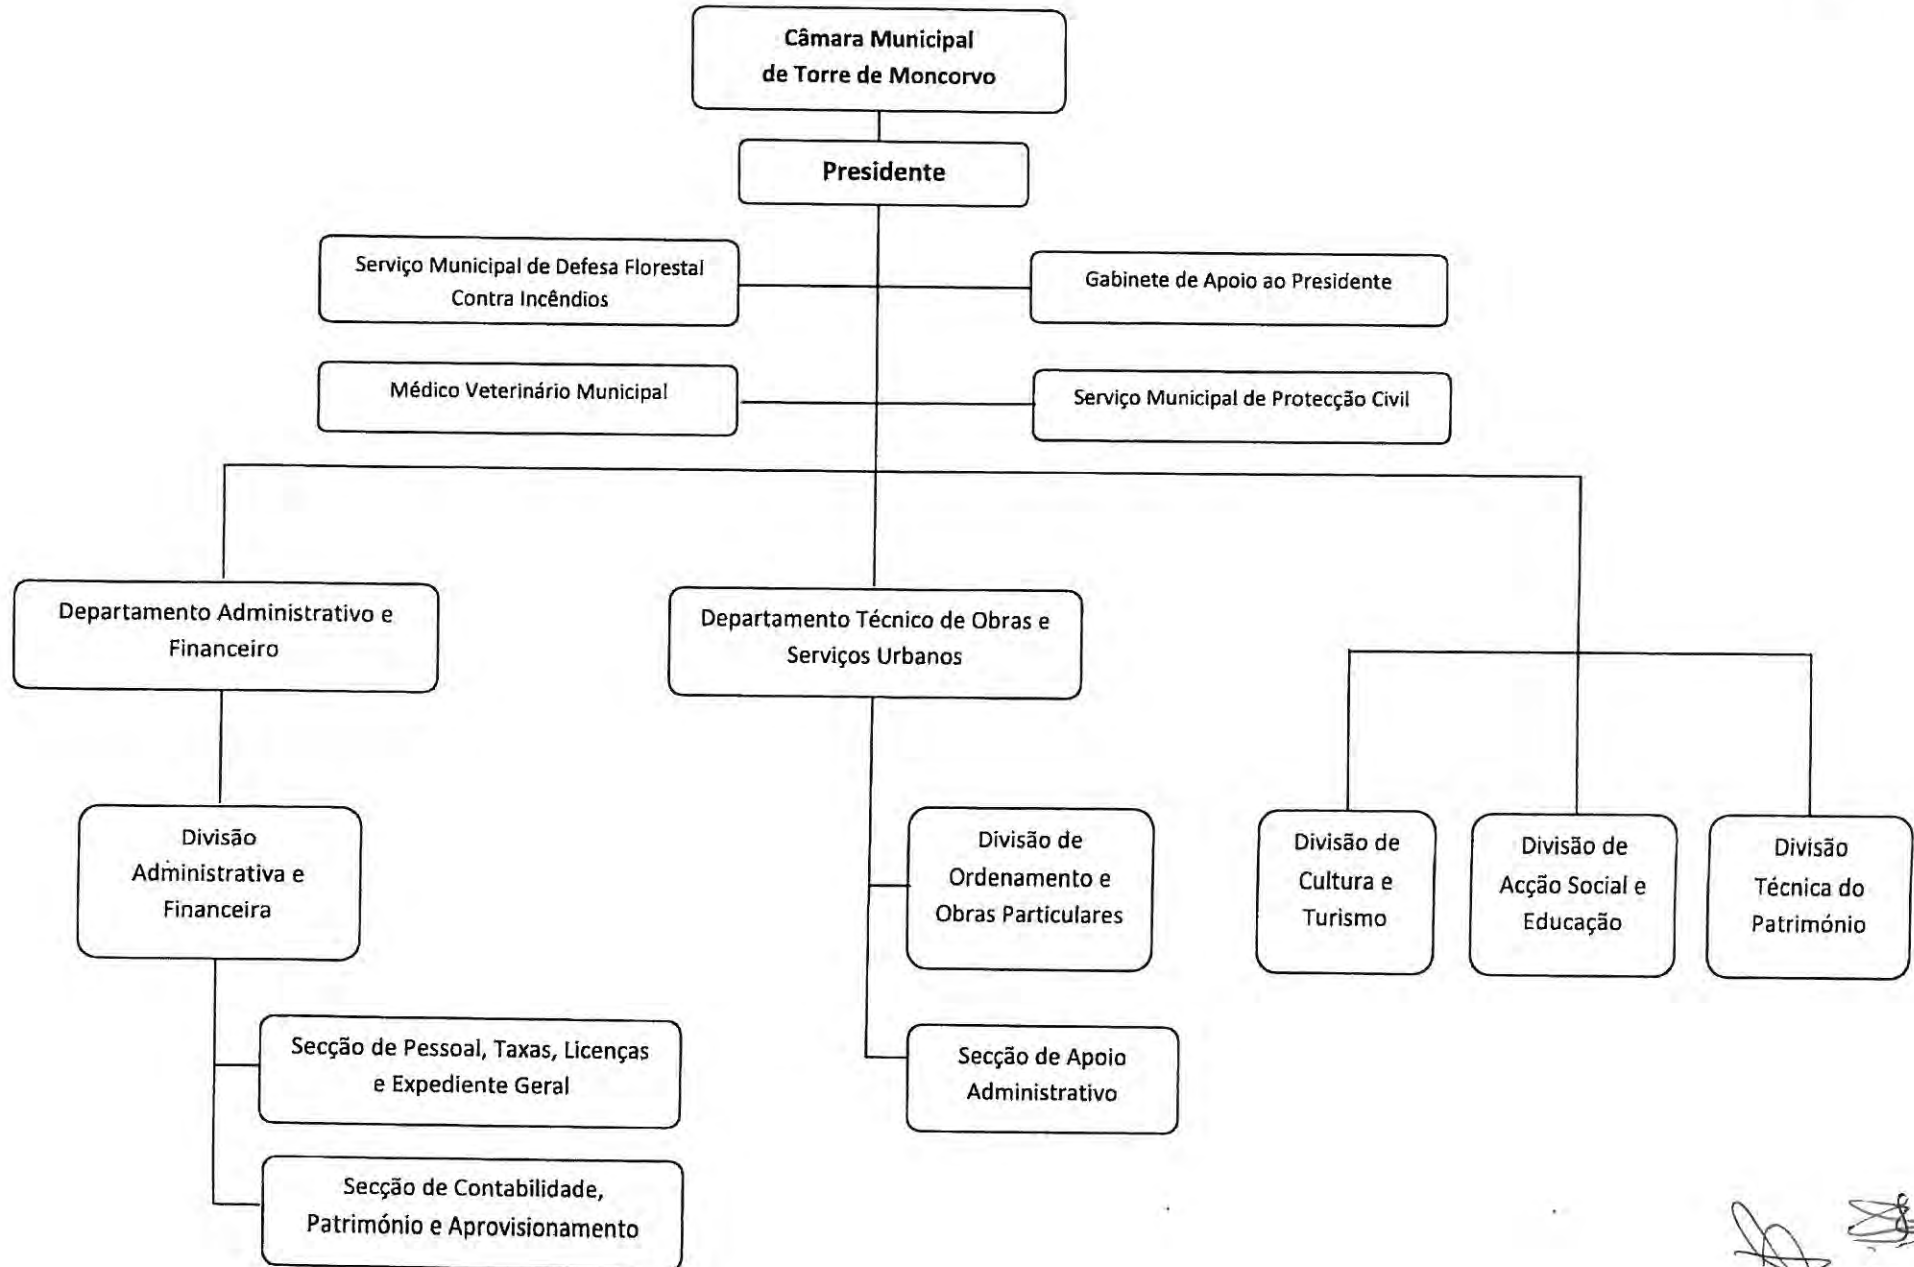 Câmara Municipal
de Torre de Moncorvo
Presidente
Serviço Municipal de Defesa Florestal
Contra Incêndios
Gabinete de Apoio ao Presidente
Médico Veterinário Municipal
Serviço Municipal de Protecção Civil
Departamento Administrativo e
Financeiro
Departamento Técnico de Obras e
Serviços Urbanos
Divisão
Administrativa e
Financeira
Divisão de
Ordenamento e
Obras Particulares
Divisão de
Cultura e
Turismo
Divisão de
Acção Social e
Educação
Divisão
Técnica do
Património
Secção de Pessoal, Taxas, Licenças
e Expediente Geral
Secção de Apoio
Administrativo
Secção de Contabilidade,
Património e Aprovisionamento